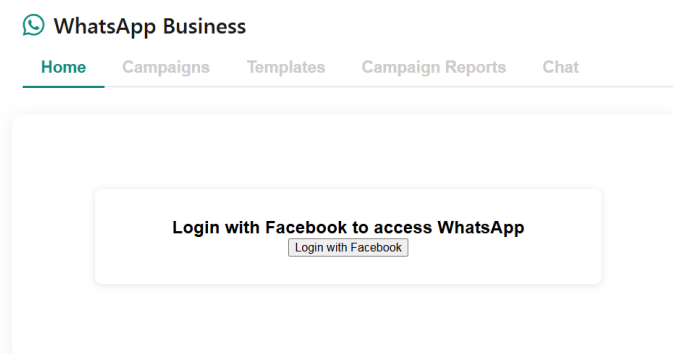 WhatsApp Business
Home Campaigns Templates Campaign Reports Chat
Login with Facebook to access WhatsApp
Login with Facebook